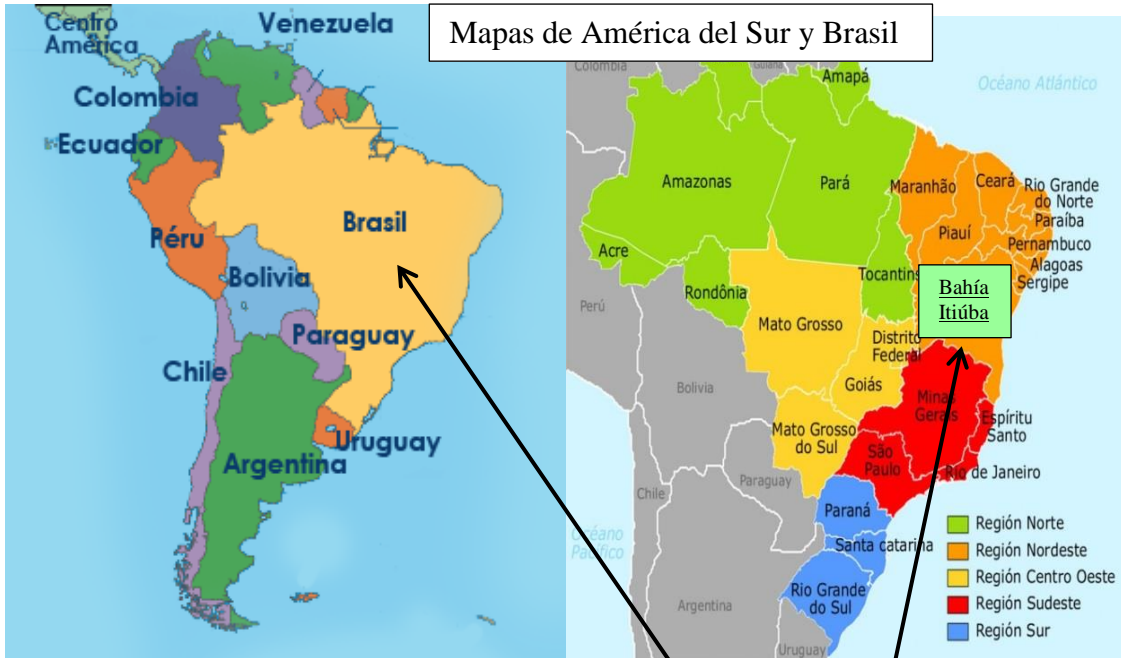 Mapas de América del Sur y Brasil
Centro
América
Venezuela
Colombia
Ecuador
Péru
Brasil
Bolivia
Paraguay
Chile
Uruguay
Argentina
Colombia
Guiana
Amapá
Océano Atlántico
Amazonas
Pará
Maranhão
Ceará
Rio Grande
do Norte
Paraíba
Piauí
Pernambuco
Acre
Alagoas
Tocantins
Sergipe
Rondônia
Bahía
Itiúba
Perú
Mato Grosso
Distrito
Federal
Goiás
Bolivia
Minas
Gerais
Espíritu
Santo
Mato Grosso
do Sul
São
Paulo
Rio de Janeiro
Paraguay
Chile
Paraná
Océano
Pacífico
Santa catarina
Rio Grande
do Sul
Argentina
Uruguay
Región Norte
Región Nordeste
Región Centro Oeste
Región Sudeste
Región Sur